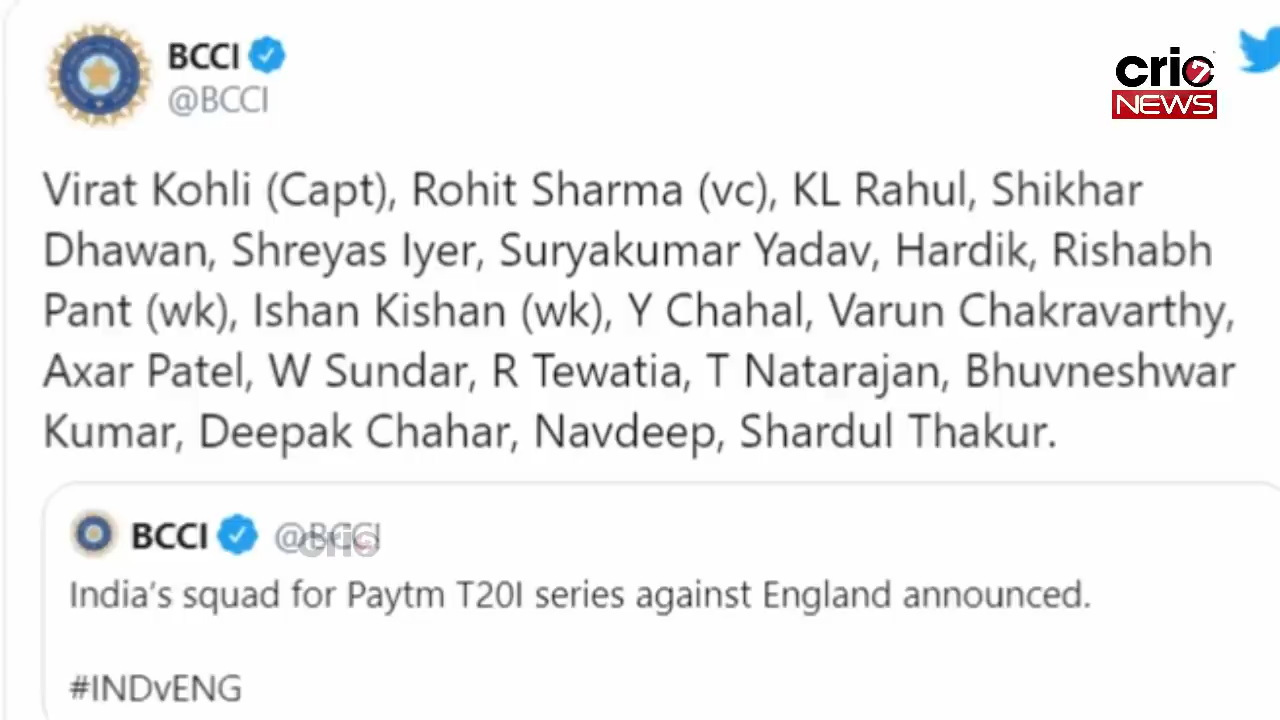 BCCI
@BCCI
cric7
NEWS
Virat Kohli (Capt), Rohit Sharma (vc), KL Rahul, Shikhar
Dhawan, Shreyas Iyer, Suryakumar Yadav, Hardik, Rishabh
Pant (wk), Ishan Kishan (wk), Y Chahal, Varun Chakravarthy,
Axar Patel, W Sundar, R Tewatia, T Natarajan, Bhuvneshwar
Kumar, Deepak Chahar, Navdeep, Shardul Thakur.
BCCI @BCCI
India's squad for Paytm T20I series against England announced.
#INDvENG